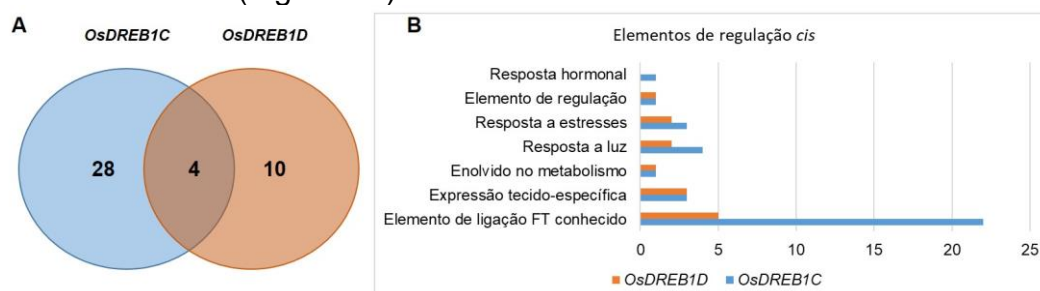 A
OsDREB1C OsDREB1D
28 4 10
B
Elementos de regulação cis
Resposta hormonal
Elemento de regulação
Resposta a estresses
Resposta a luz
Enolvido no metabolismo
Expressão tecido-específica
Elemento de ligação FT conhecido
0 5 10 15 20 25
OsDREB1D OsDREB1C